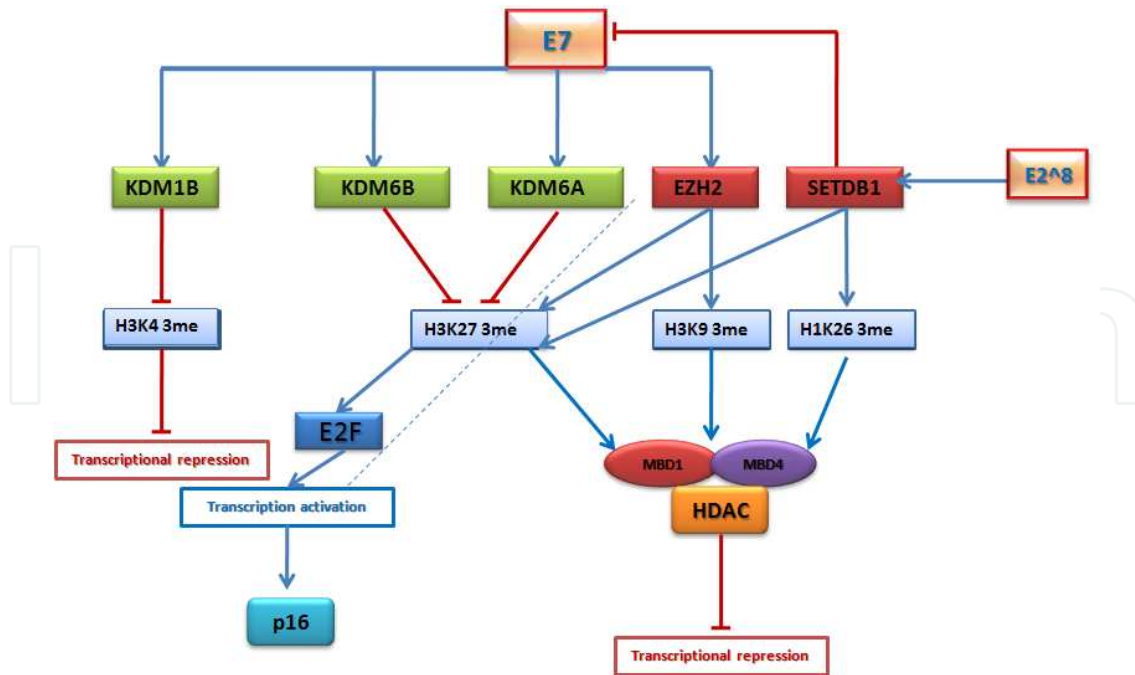 E7
KDM1B
KDM6B
KDM6A
EZH2
SETDB1
E2^8
H3K4 3me
H3K27 3me
H3K9 3me
H1K26 3me
E2F
Transcriptional repression
MBD1
MBD4
Transcription activation
HDAC
p16
Transcriptional repression